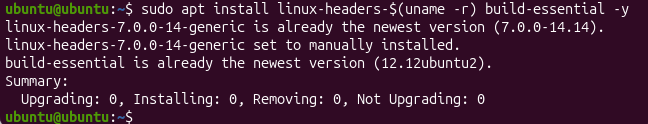 ubuntu@ubuntu:~$ sudo apt install linux-headers-$(uname -r) build-essential -y
linux-headers-7.0.0-14-generic is already the newest version (7.0.0-14.14).
linux-headers-7.0.0-14-generic set to manually installed.
build-essential is already the newest version (12.12ubuntu2).
Summary:
  Upgrading: 0, Installing: 0, Removing: 0, Not Upgrading: 0
ubuntu@ubuntu:~$